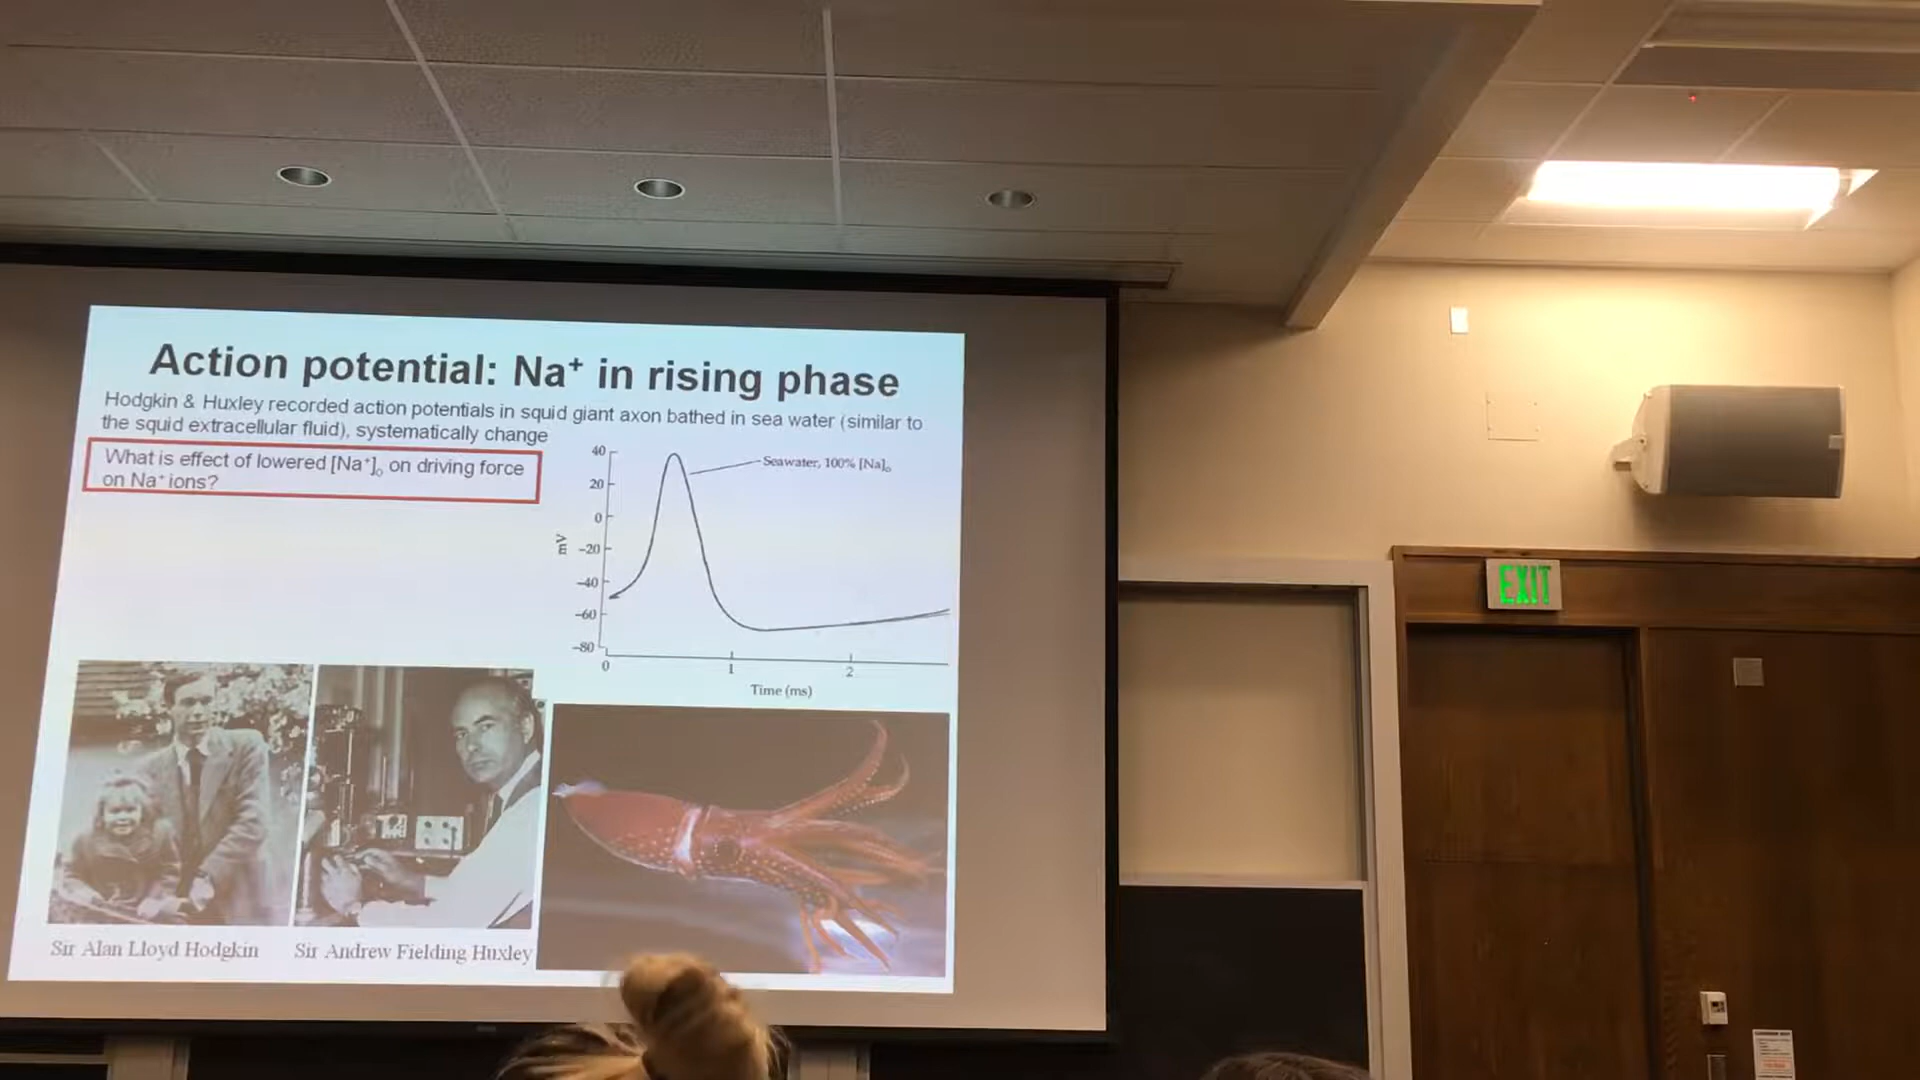 Action potential: Na⁺ in rising phase
Hodgkin & Huxley recorded action potentials in squid giant axon bathed in sea water (similar to
the squid extracellular fluid), systematically change
What is effect of lowered [Na⁺]ₒ on driving force
on Na⁺ ions?
40
20
0
-20
-40
-60
-80
mV
Seawater, 100% [Na]ₒ
0
1
2
Time (ms)
Sir Alan Lloyd Hodgkin
Sir Andrew Fielding Huxley
EXIT